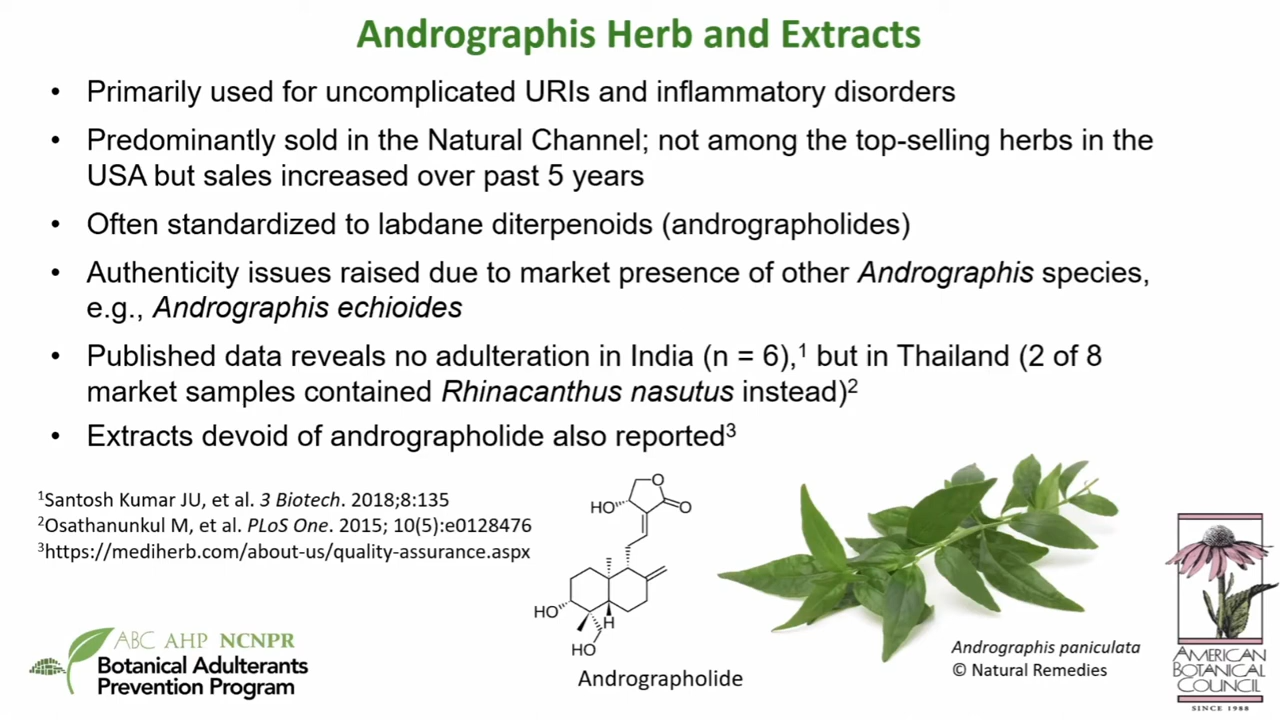 Andrographis Herb and Extracts
• Primarily used for uncomplicated URIs and inflammatory disorders
• Predominantly sold in the Natural Channel; not among the top-selling herbs in the
USA but sales increased over past 5 years
• Often standardized to labdane diterpenoids (andrographolides)
• Authenticity issues raised due to market presence of other Andrographis species,
e.g., Andrographis echioides
• Published data reveals no adulteration in India (n = 6),¹ but in Thailand (2 of 8
market samples contained Rhinacanthus nasutus instead)²
• Extracts devoid of andrographolide also reported³
¹Santosh Kumar JU, et al. 3 Biotech. 2018;8:135
²Osathanunkul M, et al. PLoS One. 2015; 10(5):e0128476
³https://mediherb.com/about-us/quality-assurance.aspx
O
HO
O
HO
H
HO
Andrographolide
Andrographis paniculata
© Natural Remedies
ABC AHP NCNPR
Botanical Adulterants
Prevention Program
AMERICAN
BOTANICAL
COUNCIL
SINCE 1988